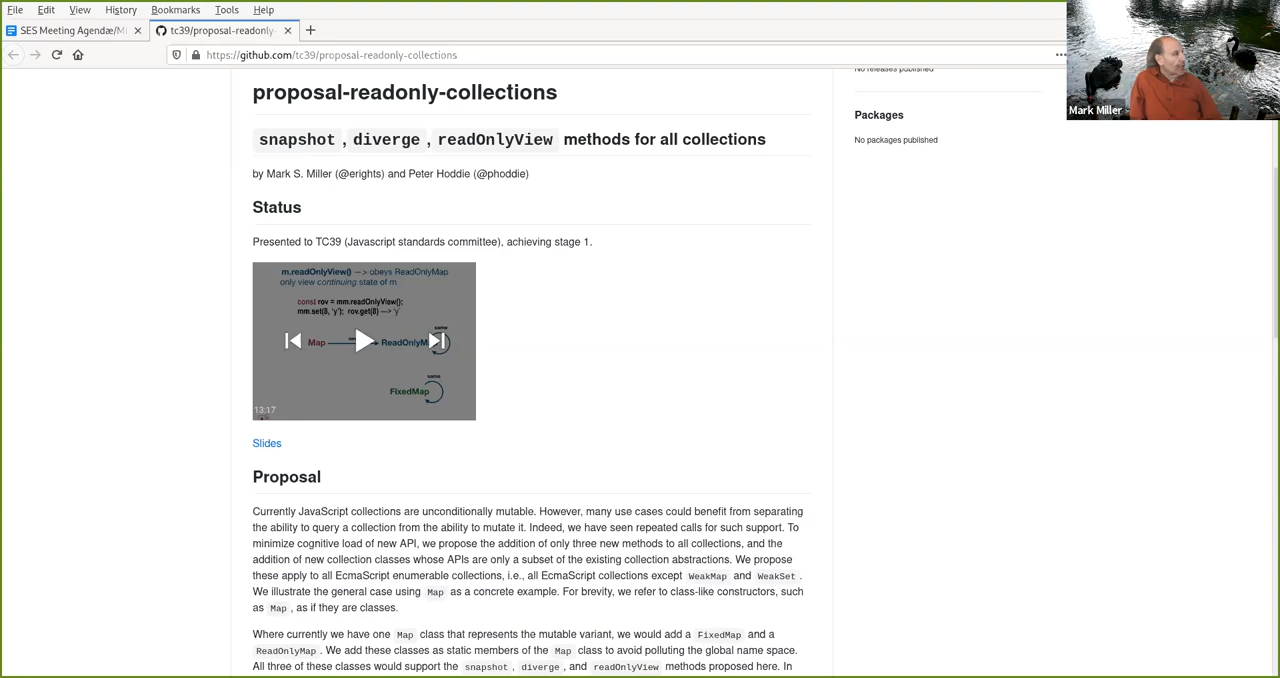 File Edit View History Bookmarks Tools Help
SES Meeting Agendæ/M
tc39/proposal-readonly-
https://github.com/tc39/proposal-readonly-collections
Mark Miller
No releases published
Packages
No packages published
proposal-readonly-collections
snapshot, diverge, readOnlyView methods for all collections
by Mark S. Miller (@erights) and Peter Hoddie (@phoddie)
Status
Presented to TC39 (Javascript standards committee), achieving stage 1.
m.readOnlyView() —> obeys ReadOnlyMap
only view continuing state of m
const rov = mm.readOnlyView();
mm.set(8, 'y'); rov.get(8) —> 'y'
same
Map ReadOnlyM
same
FixedMap
13:17
Slides
Proposal
Currently JavaScript collections are unconditionally mutable. However, many use cases could benefit from separating
the ability to query a collection from the ability to mutate it. Indeed, we have seen repeated calls for such support. To
minimize cognitive load of new API, we propose the addition of only three new methods to all collections, and the
addition of new collection classes whose APIs are only a subset of the existing collection abstractions. We propose
these apply to all EcmaScript enumerable collections, i.e., all EcmaScript collections except WeakMap and WeakSet.
We illustrate the general case using Map as a concrete example. For brevity, we refer to class-like constructors, such
as Map, as if they are classes.
Where currently we have one Map class that represents the mutable variant, we would add a FixedMap and a
ReadOnlyMap. We add these classes as static members of the Map class to avoid polluting the global name space.
All three of these classes would support the snapshot, diverge, and readOnlyView methods proposed here. In